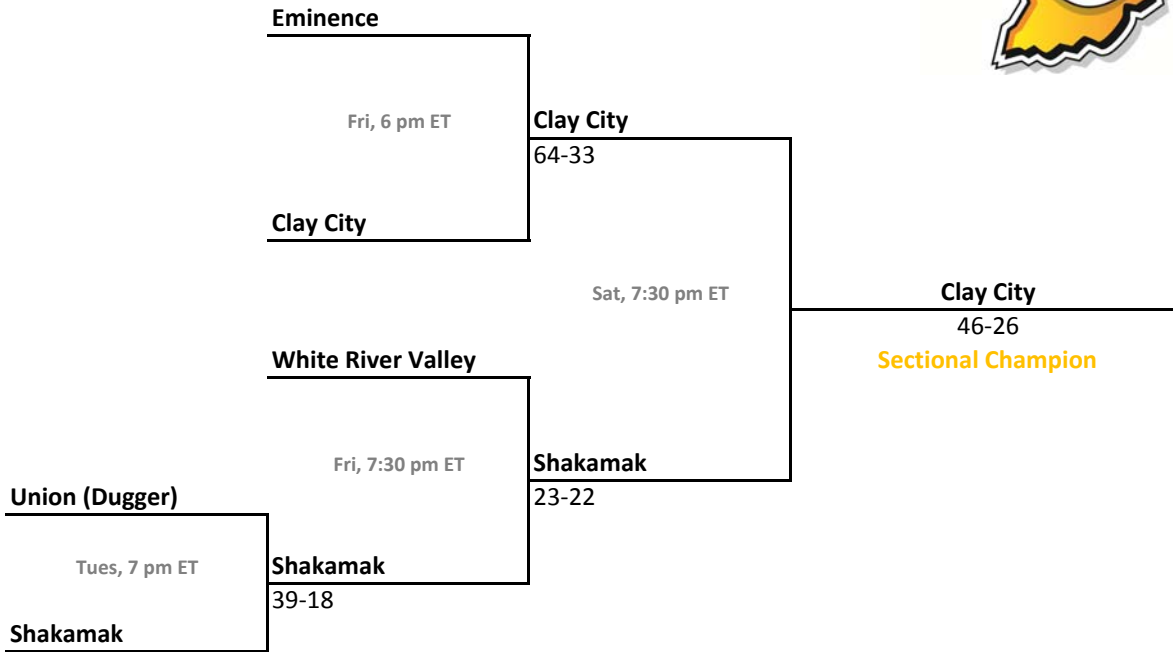 Eminence
Fri, 6 pm ET
Clay City
64-33
Clay City
Sat, 7:30 pm ET
Clay City
46-26
Sectional Champion
White River Valley
Fri, 7:30 pm ET
Shakamak
23-22
Union (Dugger)
Tues, 7 pm ET
Shakamak
39-18
Shakamak